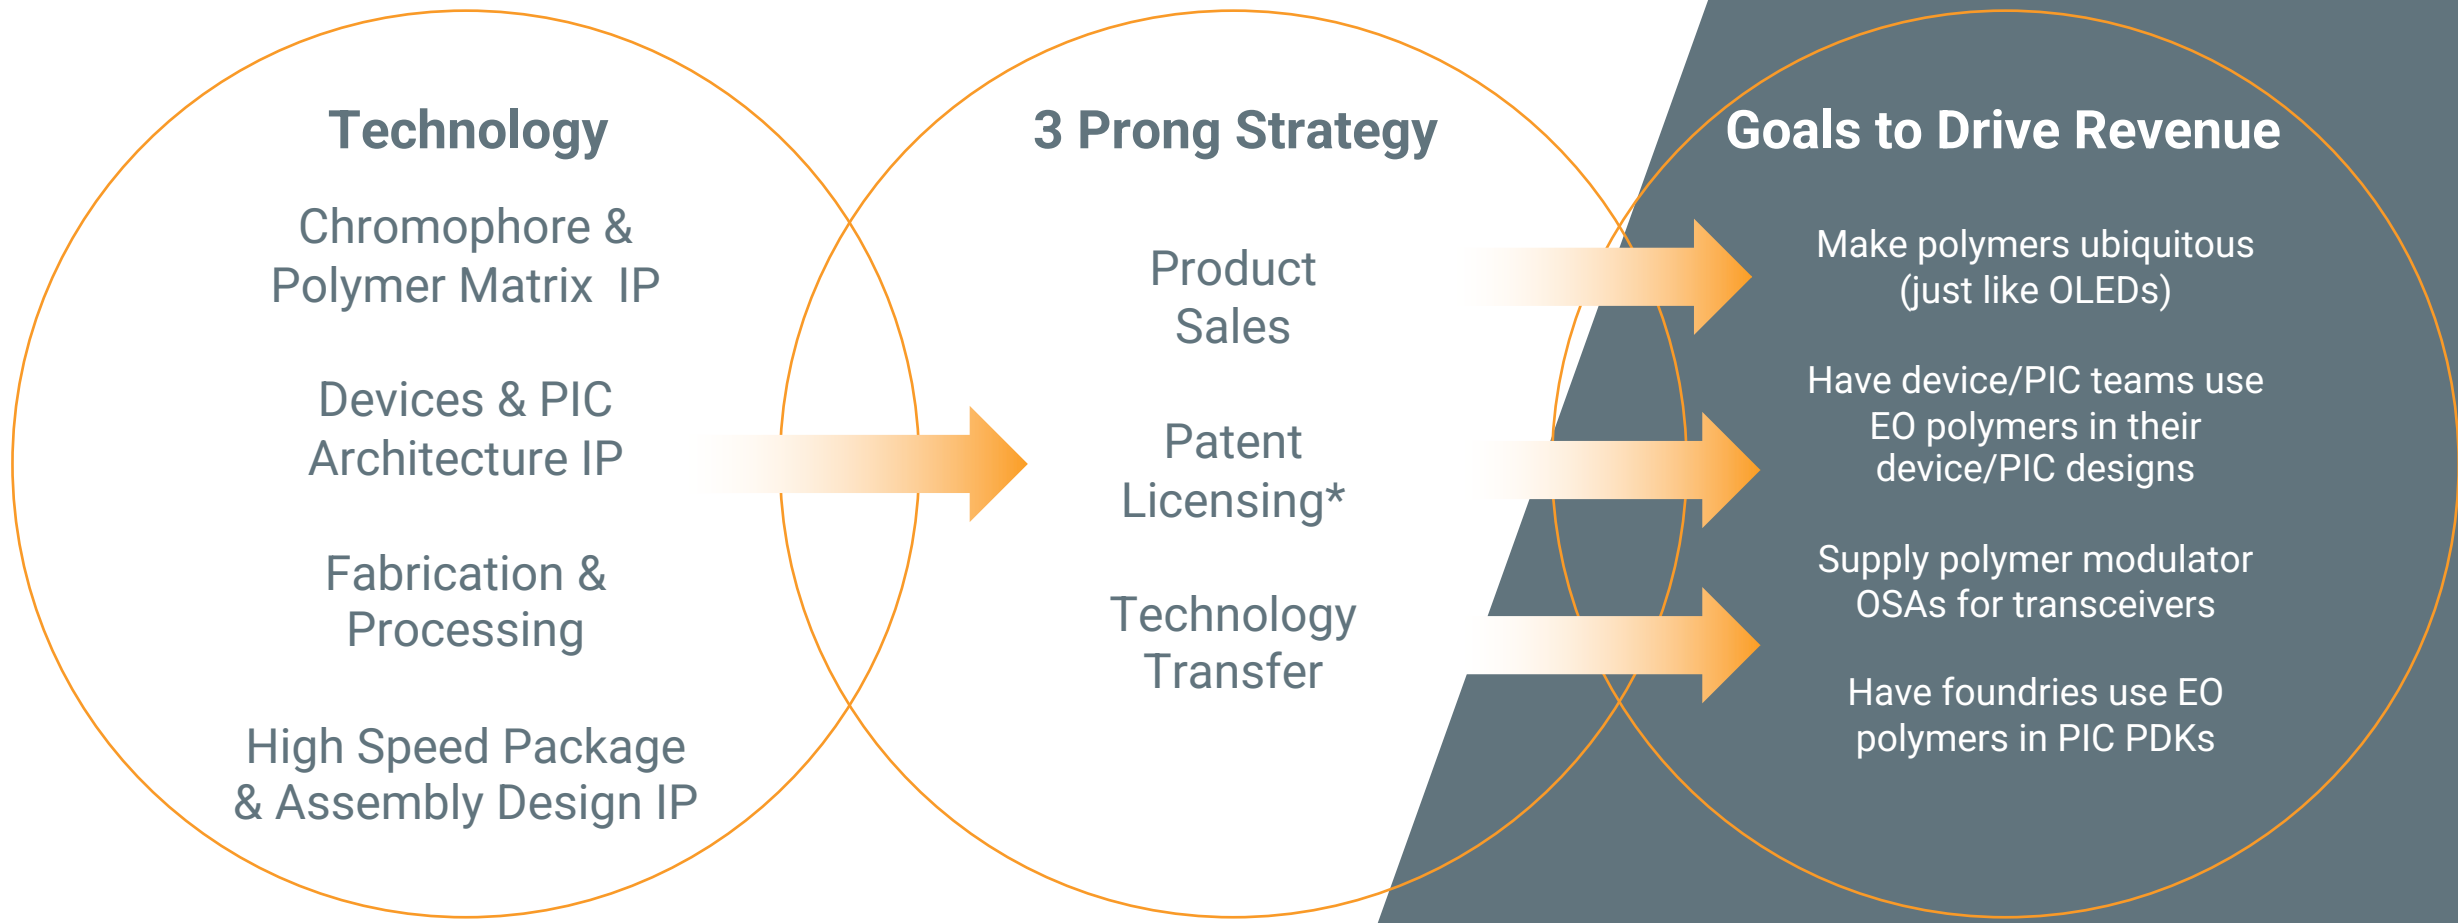 Technology
Chromophore &
Polymer Matrix IP
Devices & PIC
Architecture IP
Fabrication &
Processing
High Speed Package
& Assembly Design IP
3 Prong Strategy
Product
Sales
Patent
Licensing*
Technology
Transfer
Goals to Drive Revenue
Make polymers ubiquitous
(just like OLEDs)
Have device/PIC teams use
EO polymers in their
device/PIC designs
Supply polymer modulator
OSAs for transceivers
Have foundries use EO
polymers in PIC PDKs